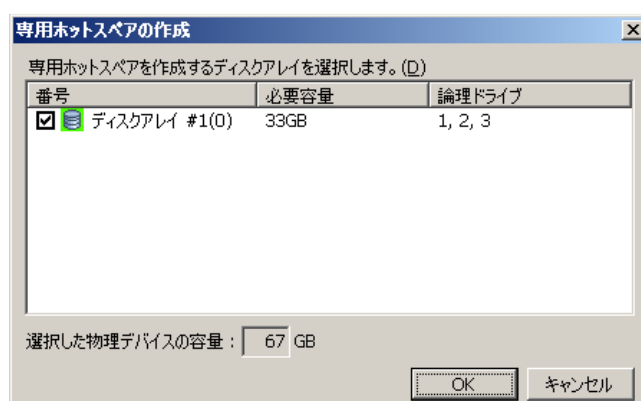 専用ホットスペアの作成
専用ホットスペアを作成するディスクアレイを選択します。(D)
番号 必要容量 論理ドライブ
ディスクアレイ #1(0) 33GB 1, 2, 3
選択した物理デバイスの容量： 67 GB
OK キャンセル